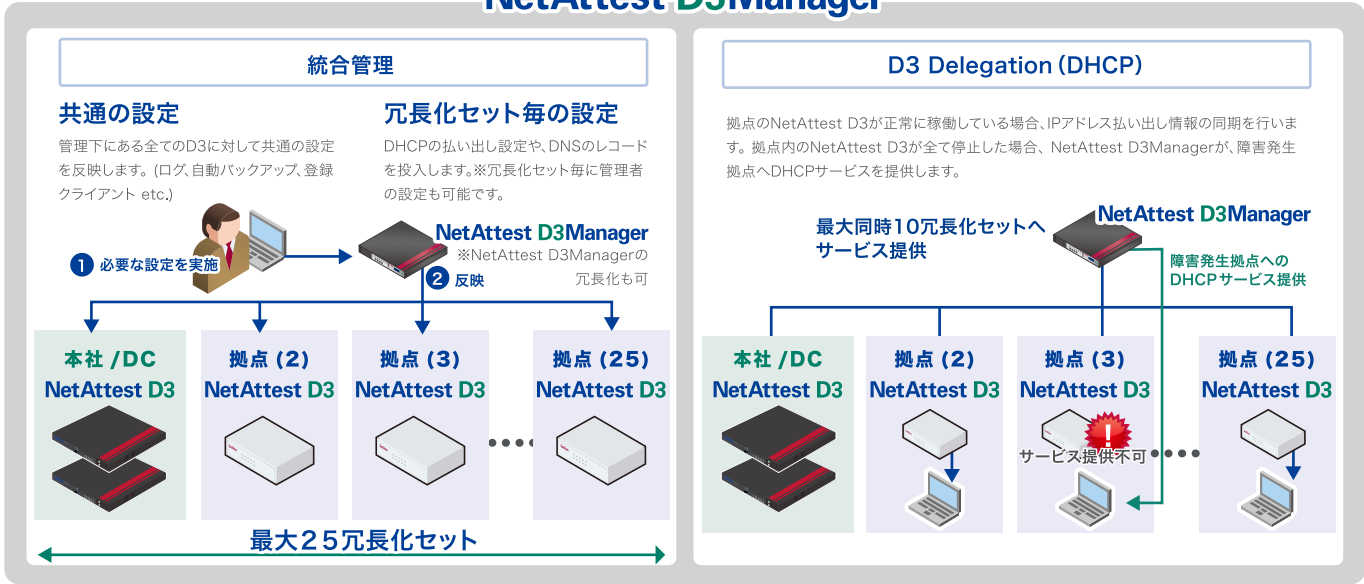 NetAttest D3Manager
統合管理
共通の設定
管理下にある全てのD3に対して共通の設定
を反映します。(ログ、自動バックアップ、登録
クライアント etc.)
冗長化セット毎の設定
DHCPの払い出し設定や、DNSのレコード
を投入します。※冗長化セット毎に管理者
の設定も可能です。
1 必要な設定を実施
NetAttest D3Manager
※NetAttest D3Managerの
冗長化も可
2 反映
本社 /DC
NetAttest D3
拠点 (2)
NetAttest D3
拠点 (3)
NetAttest D3
拠点 (25)
NetAttest D3
最大25冗長化セット
D3 Delegation (DHCP)
拠点のNetAttest D3が正常に稼働している場合、IPアドレス払い出し情報の同期を行いま
す。拠点内のNetAttest D3が全て停止した場合、NetAttest D3Managerが、障害発生
拠点へDHCPサービスを提供します。
最大同時10冗長化セットへ
サービス提供
NetAttest D3Manager
障害発生拠点への
DHCPサービス提供
本社 /DC
NetAttest D3
拠点 (2)
NetAttest D3
拠点 (3)
NetAttest D3
!
サービス提供不可
拠点 (25)
NetAttest D3